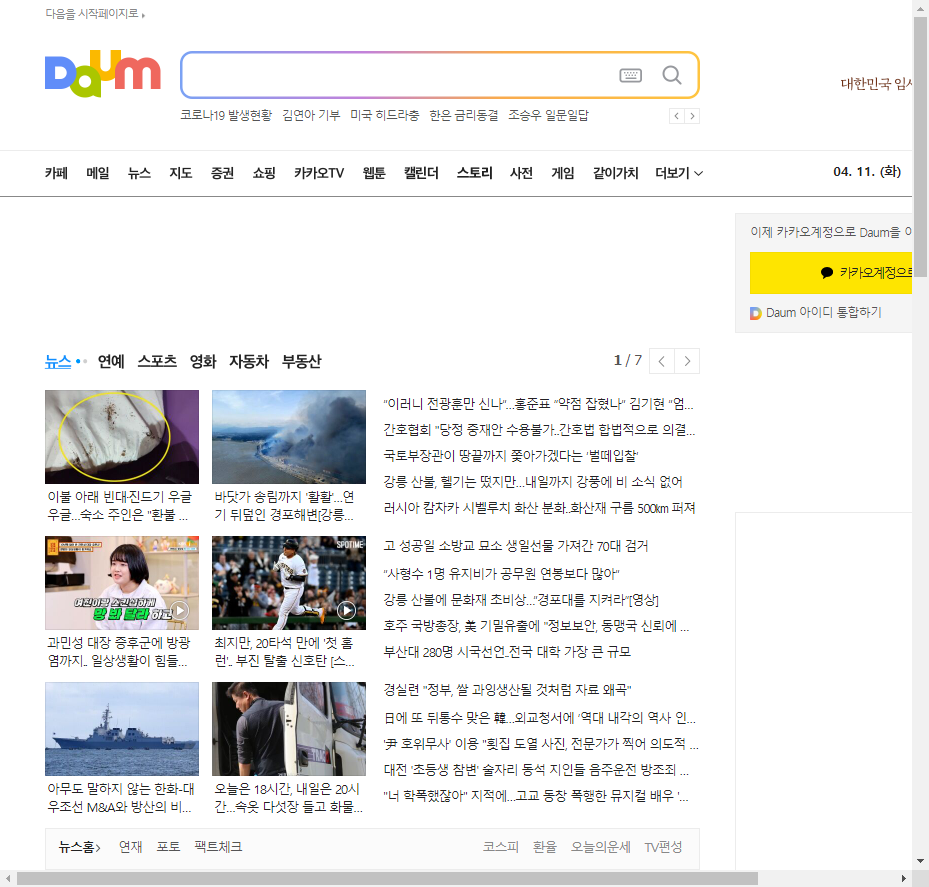 다음을 시작페이지로
Daum
대한민국 임시
코로나19 발생현황 김연아 기부 미국 히드라충 한은 금리동결 조승우 일문일답
카페 메일 뉴스 지도 증권 쇼핑 카카오TV 웹툰 캘린더 스토리 사전 게임 같이가치 더보기
04. 11. (화)
이제 카카오계정으로 Daum을 이
카카오계정으로
Daum 아이디 통합하기
뉴스 연예 스포츠 영화 자동차 부동산
1 / 7
이불 아래 빈대·진드기 우글
우글…숙소 주인은 "환불 ...
바닷가 송림까지 '활활'…연
기 뒤덮인 경포해변[강릉...
“이러니 전광훈만 신나”…홍준표 “약점 잡혔나” 김기현 “엄...
간호협회 "당정 중재안 수용불가..간호법 합법적으로 의결...
국토부장관이 땅끝까지 쫓아가겠다는 '벌떼입찰'
강릉 산불, 헬기는 떴지만…내일까지 강풍에 비 소식 없어
러시아 캄차카 시벨루치 화산 분화..화산재 구름 500㎞ 퍼져
여친이랑 조진진하게
방 반 달라 하고
SPOTIME
과민성 대장 증후군에 방광
염까지.. 일상생활이 힘들...
최지만, 20타석 만에 '첫 홈
런'.. 부진 탈출 신호탄 [스...
고 성공일 소방교 묘소 생일선물 가져간 70대 검거
“사형수 1명 유지비가 공무원 연봉보다 많아”
강릉 산불에 문화재 초비상…“경포대를 지켜라”[영상]
호주 국방총장, 美 기밀유출에 "정보보안, 동맹국 신뢰에 ...
부산대 280명 시국선언..전국 대학 가장 큰 규모
아무도 말하지 않는 한화-대
우조선 M&A와 방산의 비...
오늘은 18시간, 내일은 20시
간…속옷 다섯장 들고 화물...
경실련 "정부, 쌀 과잉생산될 것처럼 자료 왜곡"
日에 또 뒤통수 맞은 韓…외교청서에 ‘역대 내각의 역사 인...
'尹 호위무사' 이용 "횟집 도열 사진, 전문가가 찍어 의도적 ...
대전 '초등생 참변' 술자리 동석 지인들 음주운전 방조죄 ...
"너 학폭했잖아" 지적에…고교 동창 폭행한 뮤지컬 배우 '...
뉴스홈 연재 포토 팩트체크
코스피 환율 오늘의운세 TV편성